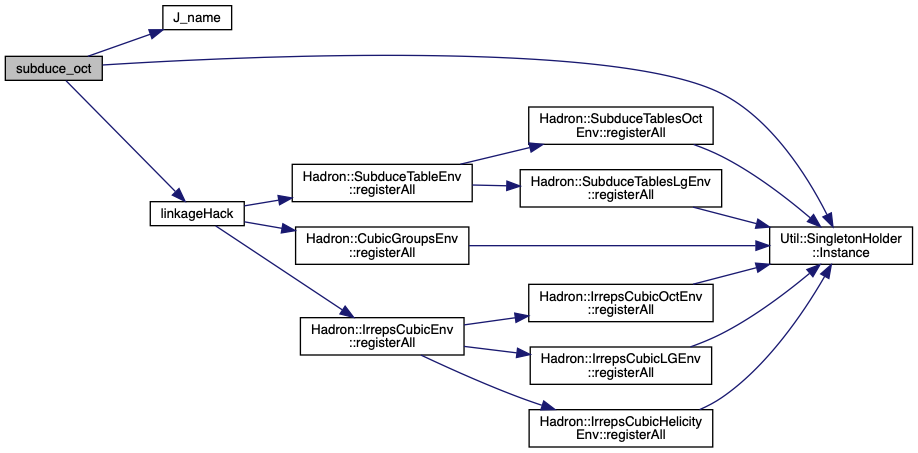 J_name
subduce_oct
Hadron::SubduceTablesOct
Env::registerAll
Hadron::SubduceTableEnv
::registerAll
Hadron::SubduceTablesLgEnv
::registerAll
linkageHack
Hadron::CubicGroupsEnv
::registerAll
Util::SingletonHolder
::Instance
Hadron::IrrepsCubicOctEnv
::registerAll
Hadron::IrrepsCubicEnv
::registerAll
Hadron::IrrepsCubicLGEnv
::registerAll
Hadron::IrrepsCubicHelicity
Env::registerAll